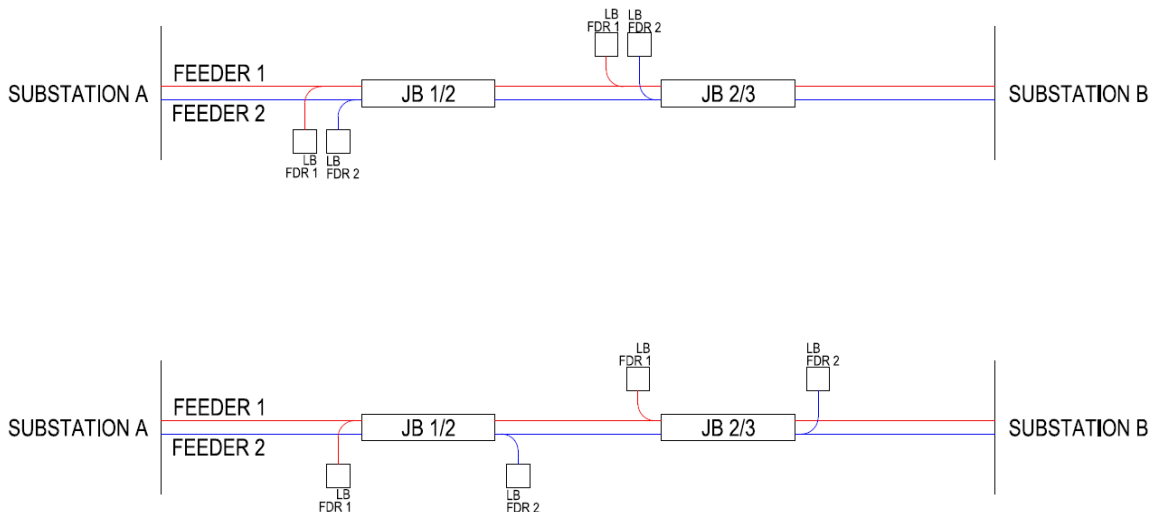 LB
FDR 1
LB
FDR 2
FEEDER 1
SUBSTATION A
JB 1/2
JB 2/3
SUBSTATION B
FEEDER 2
LB
FDR 1
LB
FDR 2
LB
FDR 1
LB
FDR 2
FEEDER 1
SUBSTATION A
JB 1/2
JB 2/3
SUBSTATION B
FEEDER 2
LB
FDR 1
LB
FDR 2